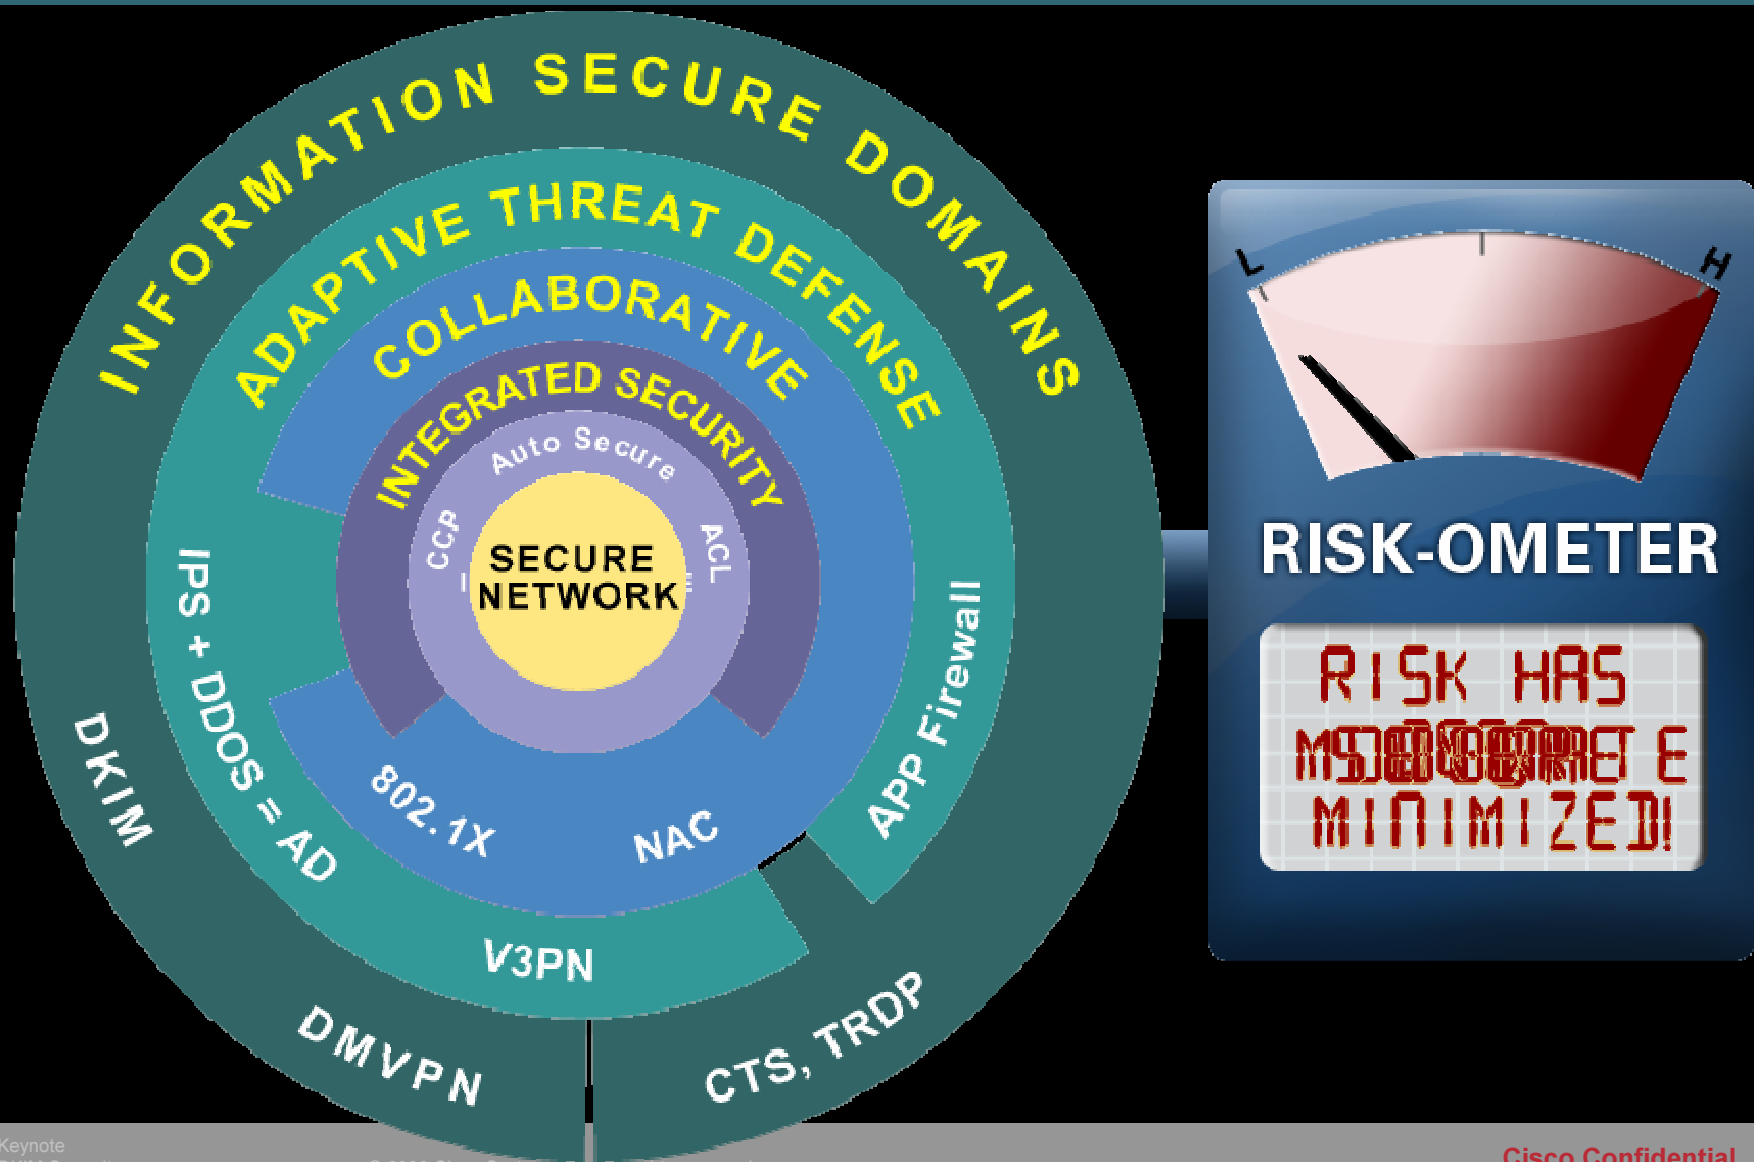 INFORMATION SECURE DOMAINS
ADAPTIVE THREAT DEFENSE
COLLABORATIVE
INTEGRATED SECURITY
Auto Secure
CCP
ACL
SECURE
NETWORK
IPS + DDOS = AD
APP Firewall
DKIM
802.1X
NAC
V3PN
DMVPN
CTS, TRDP
L
H
RISK-OMETER
RISK HAS
MINIMIZED!
Keynote
Cisco Confidential